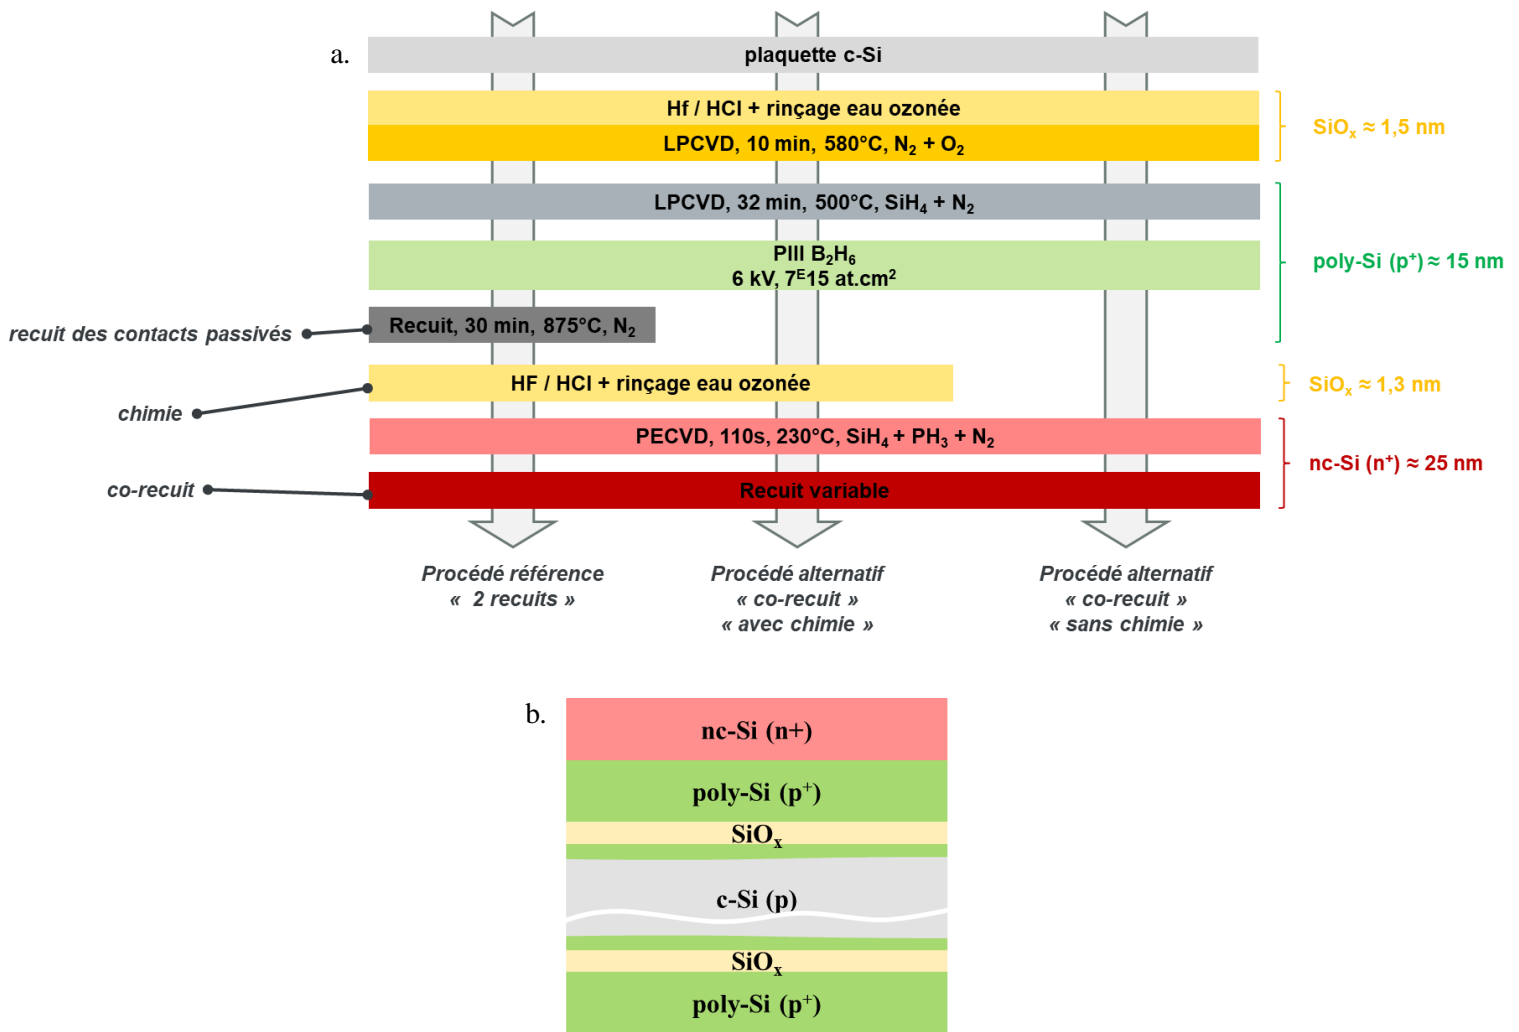 a.
plaquette c-Si
Hf / HCl + rinçage eau ozonée
LPCVD, 10 min, 580°C, N₂ + O₂
SiOₓ ≈ 1,5 nm
LPCVD, 32 min, 500°C, SiH₄ + N₂
PIII B₂H₆
6 kV, 7ᴱ15 at.cm²
poly-Si (p⁺) ≈ 15 nm
recuit des contacts passivés
Recuit, 30 min, 875°C, N₂
HF / HCl + rinçage eau ozonée
SiOₓ ≈ 1,3 nm
chimie
PECVD, 110s, 230°C, SiH₄ + PH₃ + N₂
nc-Si (n⁺) ≈ 25 nm
co-recuit
Recuit variable
Procédé référence
« 2 recuits »
Procédé alternatif
« co-recuit »
« avec chimie »
Procédé alternatif
« co-recuit »
« sans chimie »
b.
nc-Si (n+)
poly-Si (p⁺)
SiOₓ
c-Si (p)
SiOₓ
poly-Si (p⁺)